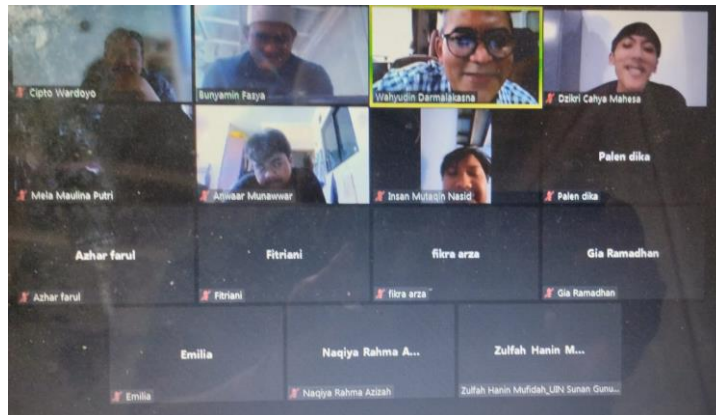 Cipto Wardoyo
Bunyamin Fasya
Wahyudin Darmalakasna
Dzikri Cahya Mahesa
Mela Maulina Putri
Anwaar Munawwar
Insan Mutaqin Nasid
Palen dika
Palen dika
Azhar farul
Azhar farul
Fitriani
Fitriani
fikra arza
fikra arza
Gia Ramadhan
Gia Ramadhan
Emilia
Emilia
Naqiya Rahma A...
Naqiya Rahma Azizah
Zulfah Hanin M...
Zulfah Hanin Mufidah_UIN Sunan Gunu...